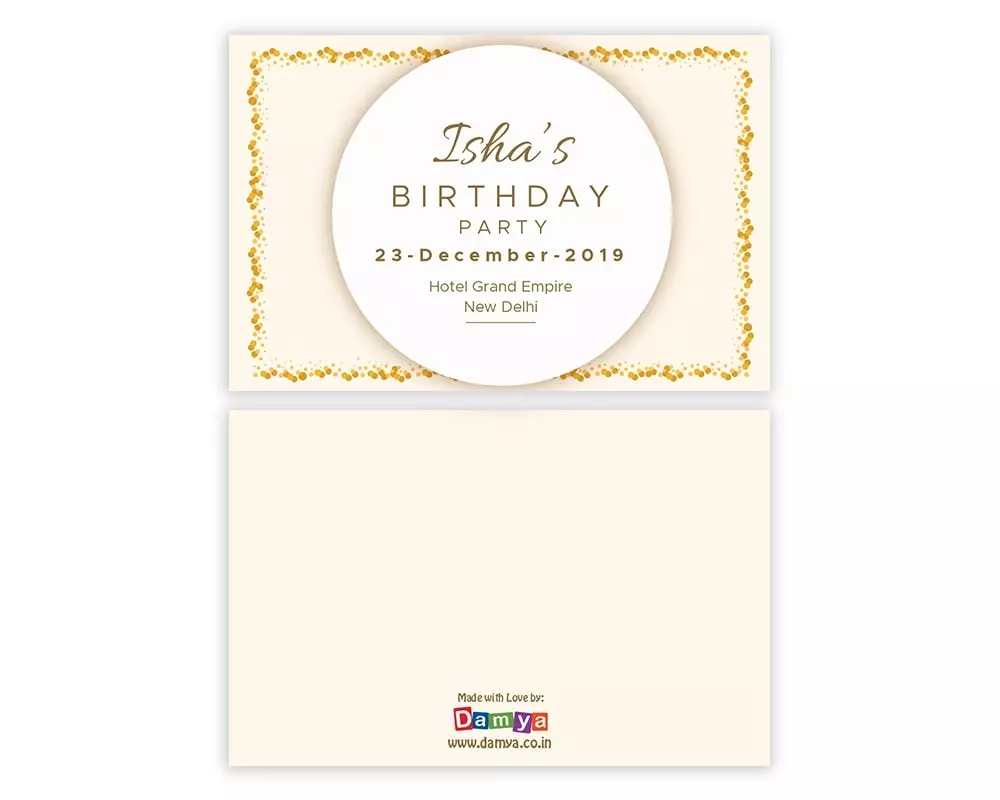 Isha's
BIRTHDAY
PARTY
23-December-2019
Hotel Grand Empire
New Delhi
Made with Love by:
Damya
www.damya.co.in